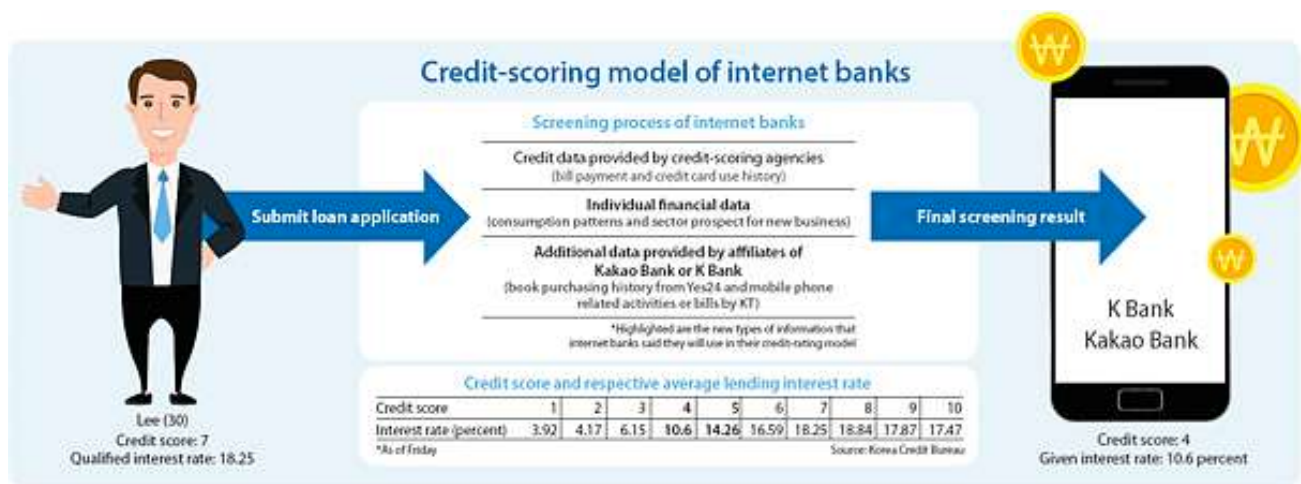 Credit-scoring model of internet banks
Screening process of internet banks
Credit data provided by credit-scoring agencies
(bill payment and credit card use history)
Submit loan application
Individual financial data
(consumption patterns and sector prospect for new business)
Final screening result
Additional data provided by affiliates of
Kakao Bank or K Bank
(book purchasing history from Yes24 and mobile phone
related activities or bills by KT)
*Highlighted are the new types of information that
internet banks said they will use in their credit-rating model
K Bank
Kakao Bank
Credit score and respective average lending interest rate
Credit score 1 2 3 4 5 6 7 8 9 10
Interest rate (percent) 3.92 4.17 6.15 10.6 14.26 16.59 18.25 18.84 17.87 17.47
*As of Friday Source: Korea Credit Bureau
Lee (30)
Credit score: 7
Qualified interest rate: 18.25
Credit score: 4
Given interest rate: 10.6 percent
₩
₩
₩